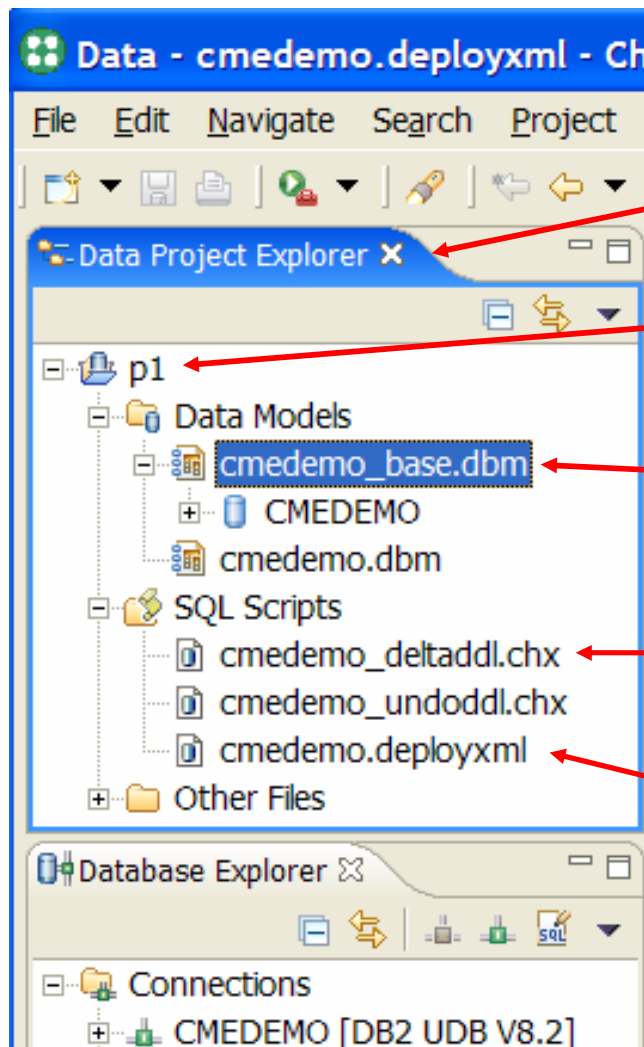 Data - cmedemo.deployxml - Ch
File Edit Navigate Search Project
Data Project Explorer
p1
Data Models
cmedemo_base.dbm
CMEDEMO
cmedemo.dbm
SQL Scripts
cmedemo_deltaddl.chx
cmedemo_undoddl.chx
cmedemo.deployxml
Other Files
Database Explorer
SQL
Connections
CMEDEMO [DB2 UDB V8.2]